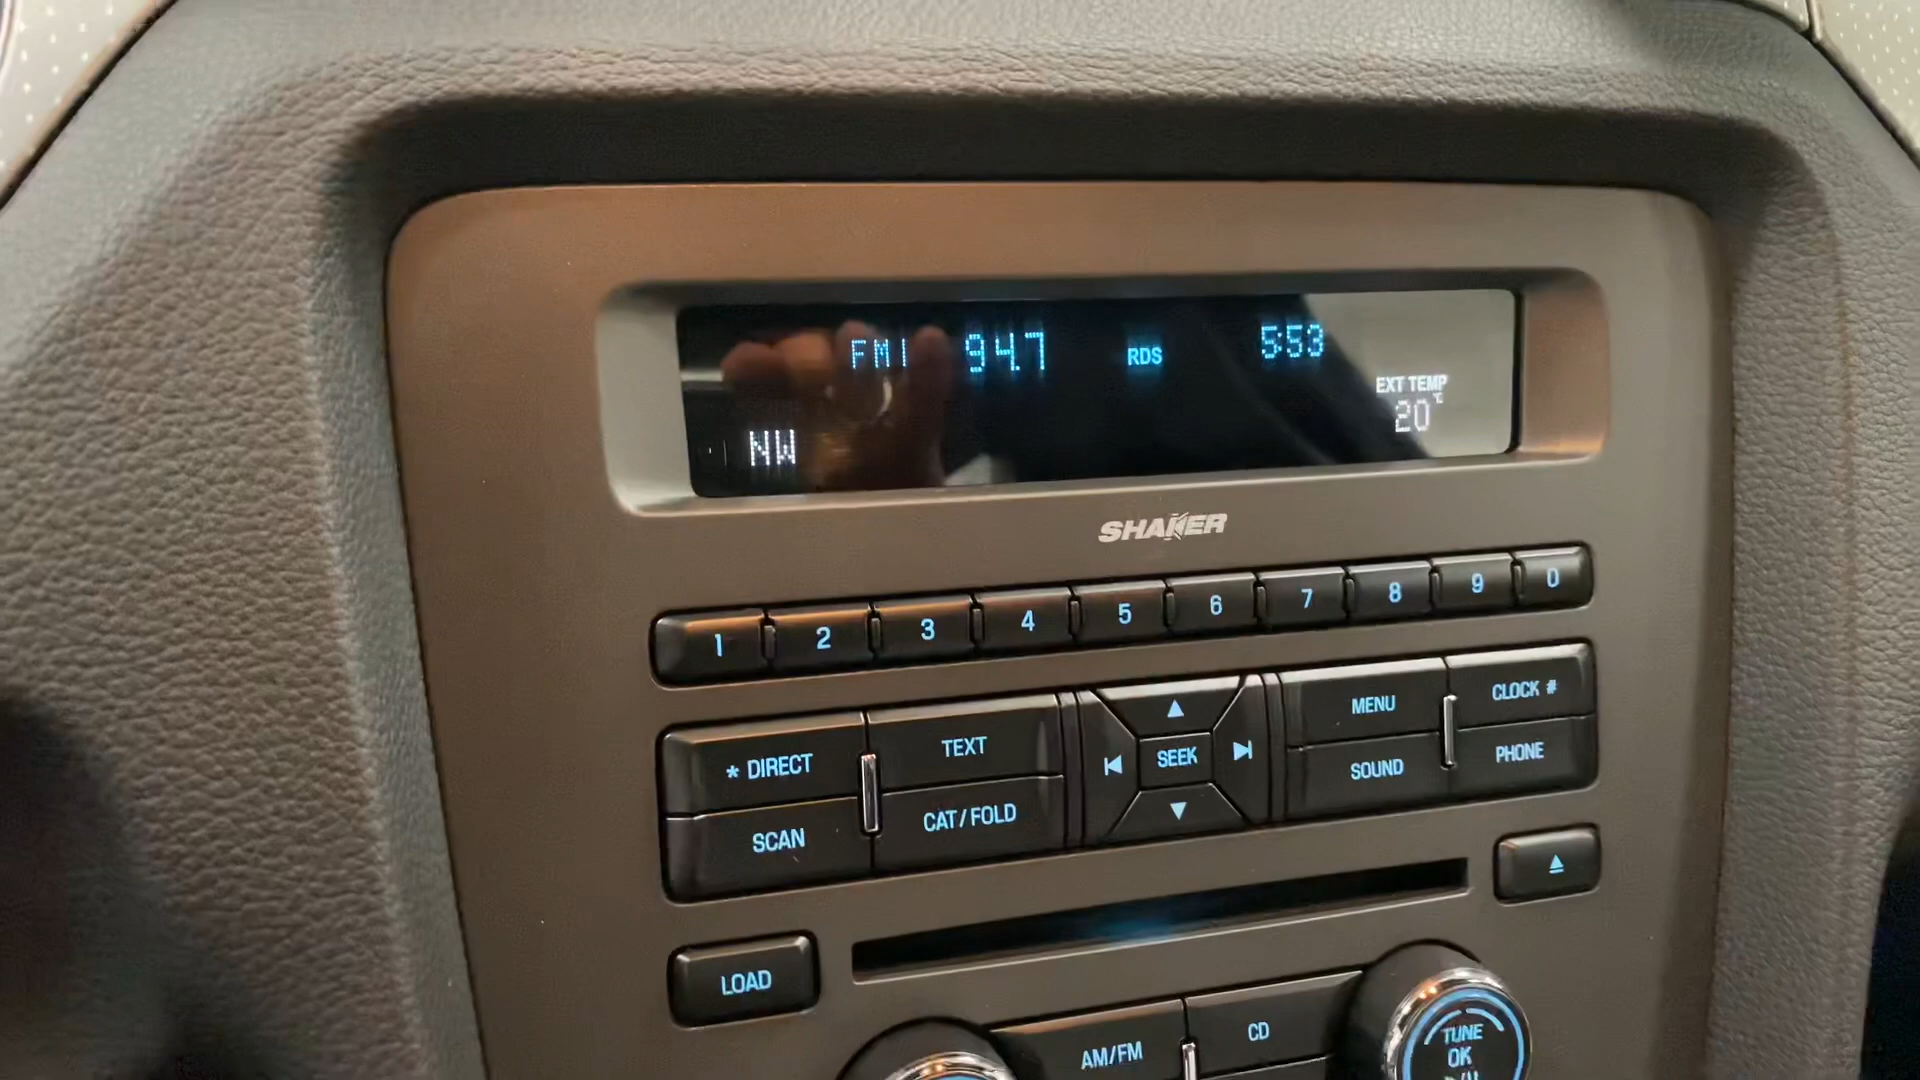 FM1 94.7 RDS 5:53
EXT TEMP
20°C
NW
SHAKER
1 2 3 4 5 6 7 8 9 0
* DIRECT TEXT SEEK MENU CLOCK #
SCAN CAT/FOLD SOUND PHONE
LOAD
AM/FM CD
TUNE
OK